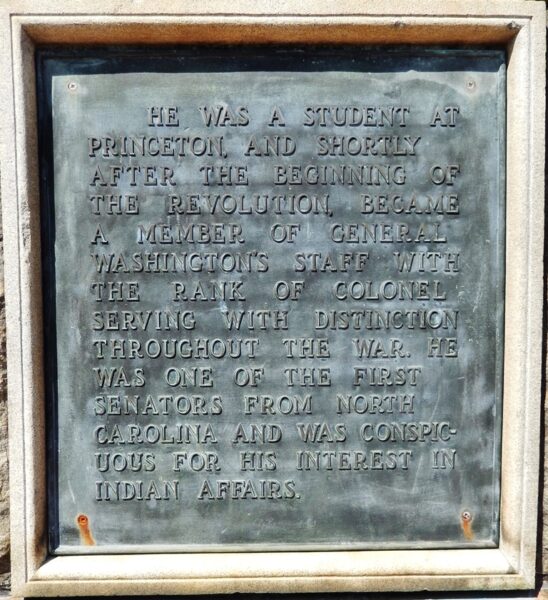 HE WAS A STUDENT AT
PRINCETON, AND SHORTLY
AFTER THE BEGINNING OF
THE REVOLUTION, BECAME
A MEMBER OF GENERAL
WASHINGTON'S STAFF WITH
THE RANK OF COLONEL
SERVING WITH DISTINCTION
THROUGHOUT THE WAR. HE
WAS ONE OF THE FIRST
SENATORS FROM NORTH
CAROLINA AND WAS CONSPIC-
UOUS FOR HIS INTEREST IN
INDIAN AFFAIRS.